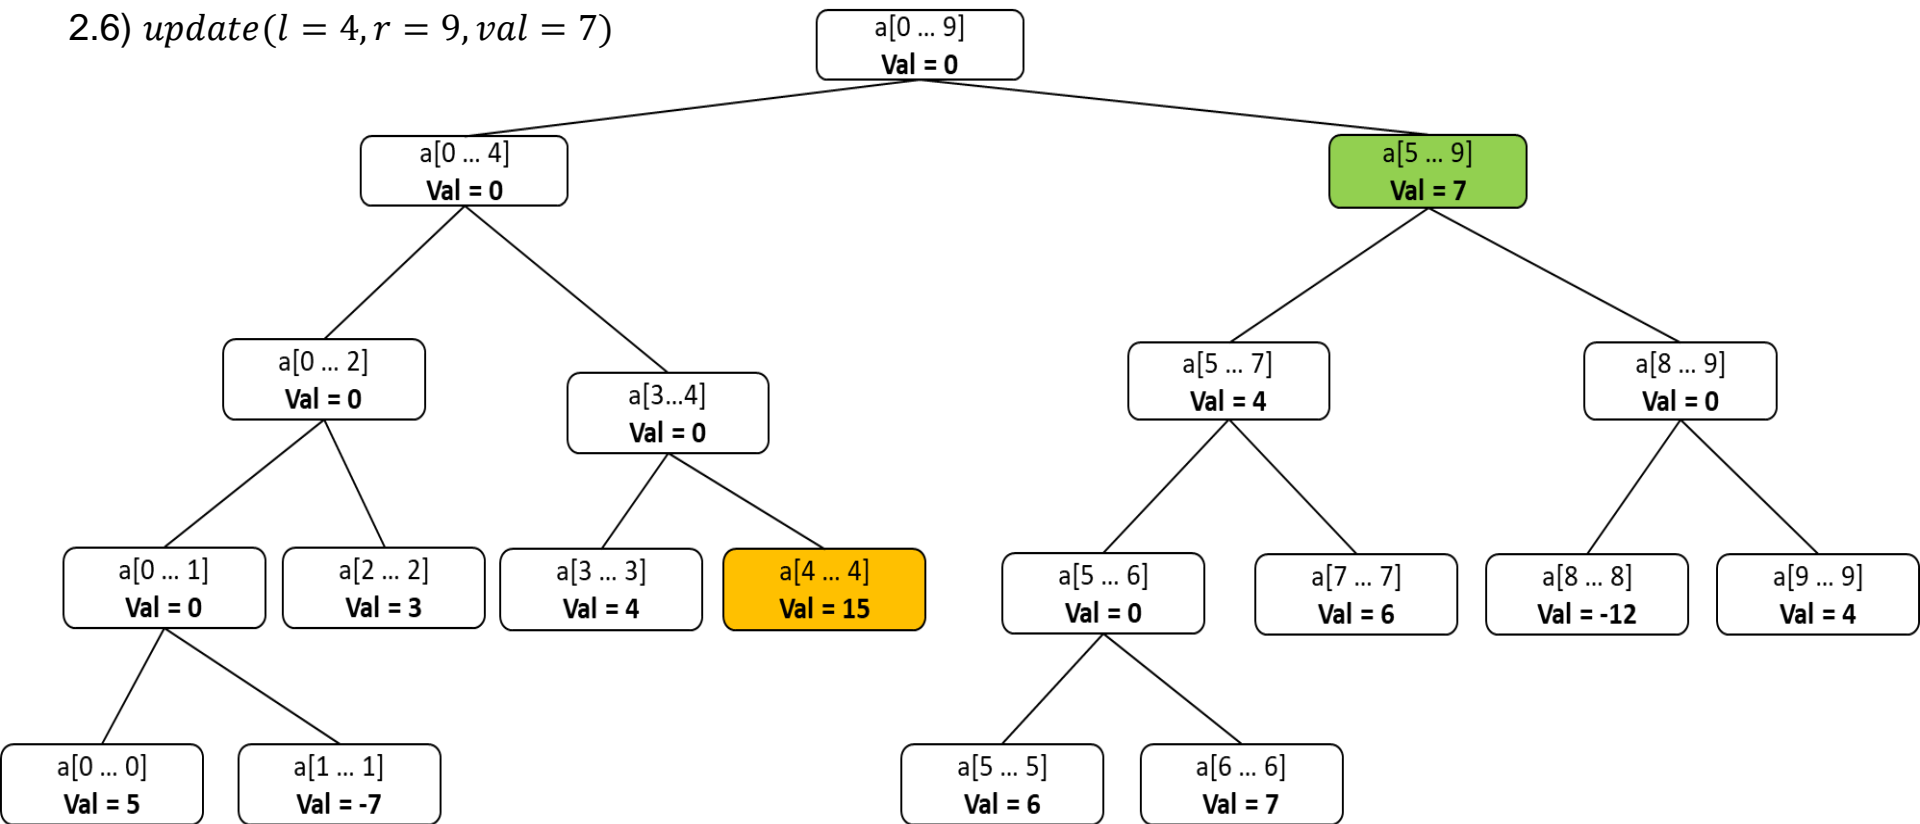 2.6) update(l = 4, r = 9, val = 7)
a[0 ... 9]
Val = 0
a[0 ... 4]
Val = 0
a[5 ... 9]
Val = 7
a[0 ... 2]
Val = 0
a[3...4]
Val = 0
a[5 ... 7]
Val = 4
a[8 ... 9]
Val = 0
a[0 ... 1]
Val = 0
a[2 ... 2]
Val = 3
a[3 ... 3]
Val = 4
a[4 ... 4]
Val = 15
a[5 ... 6]
Val = 0
a[7 ... 7]
Val = 6
a[8 ... 8]
Val = -12
a[9 ... 9]
Val = 4
a[0 ... 0]
Val = 5
a[1 ... 1]
Val = -7
a[5 ... 5]
Val = 6
a[6 ... 6]
Val = 7